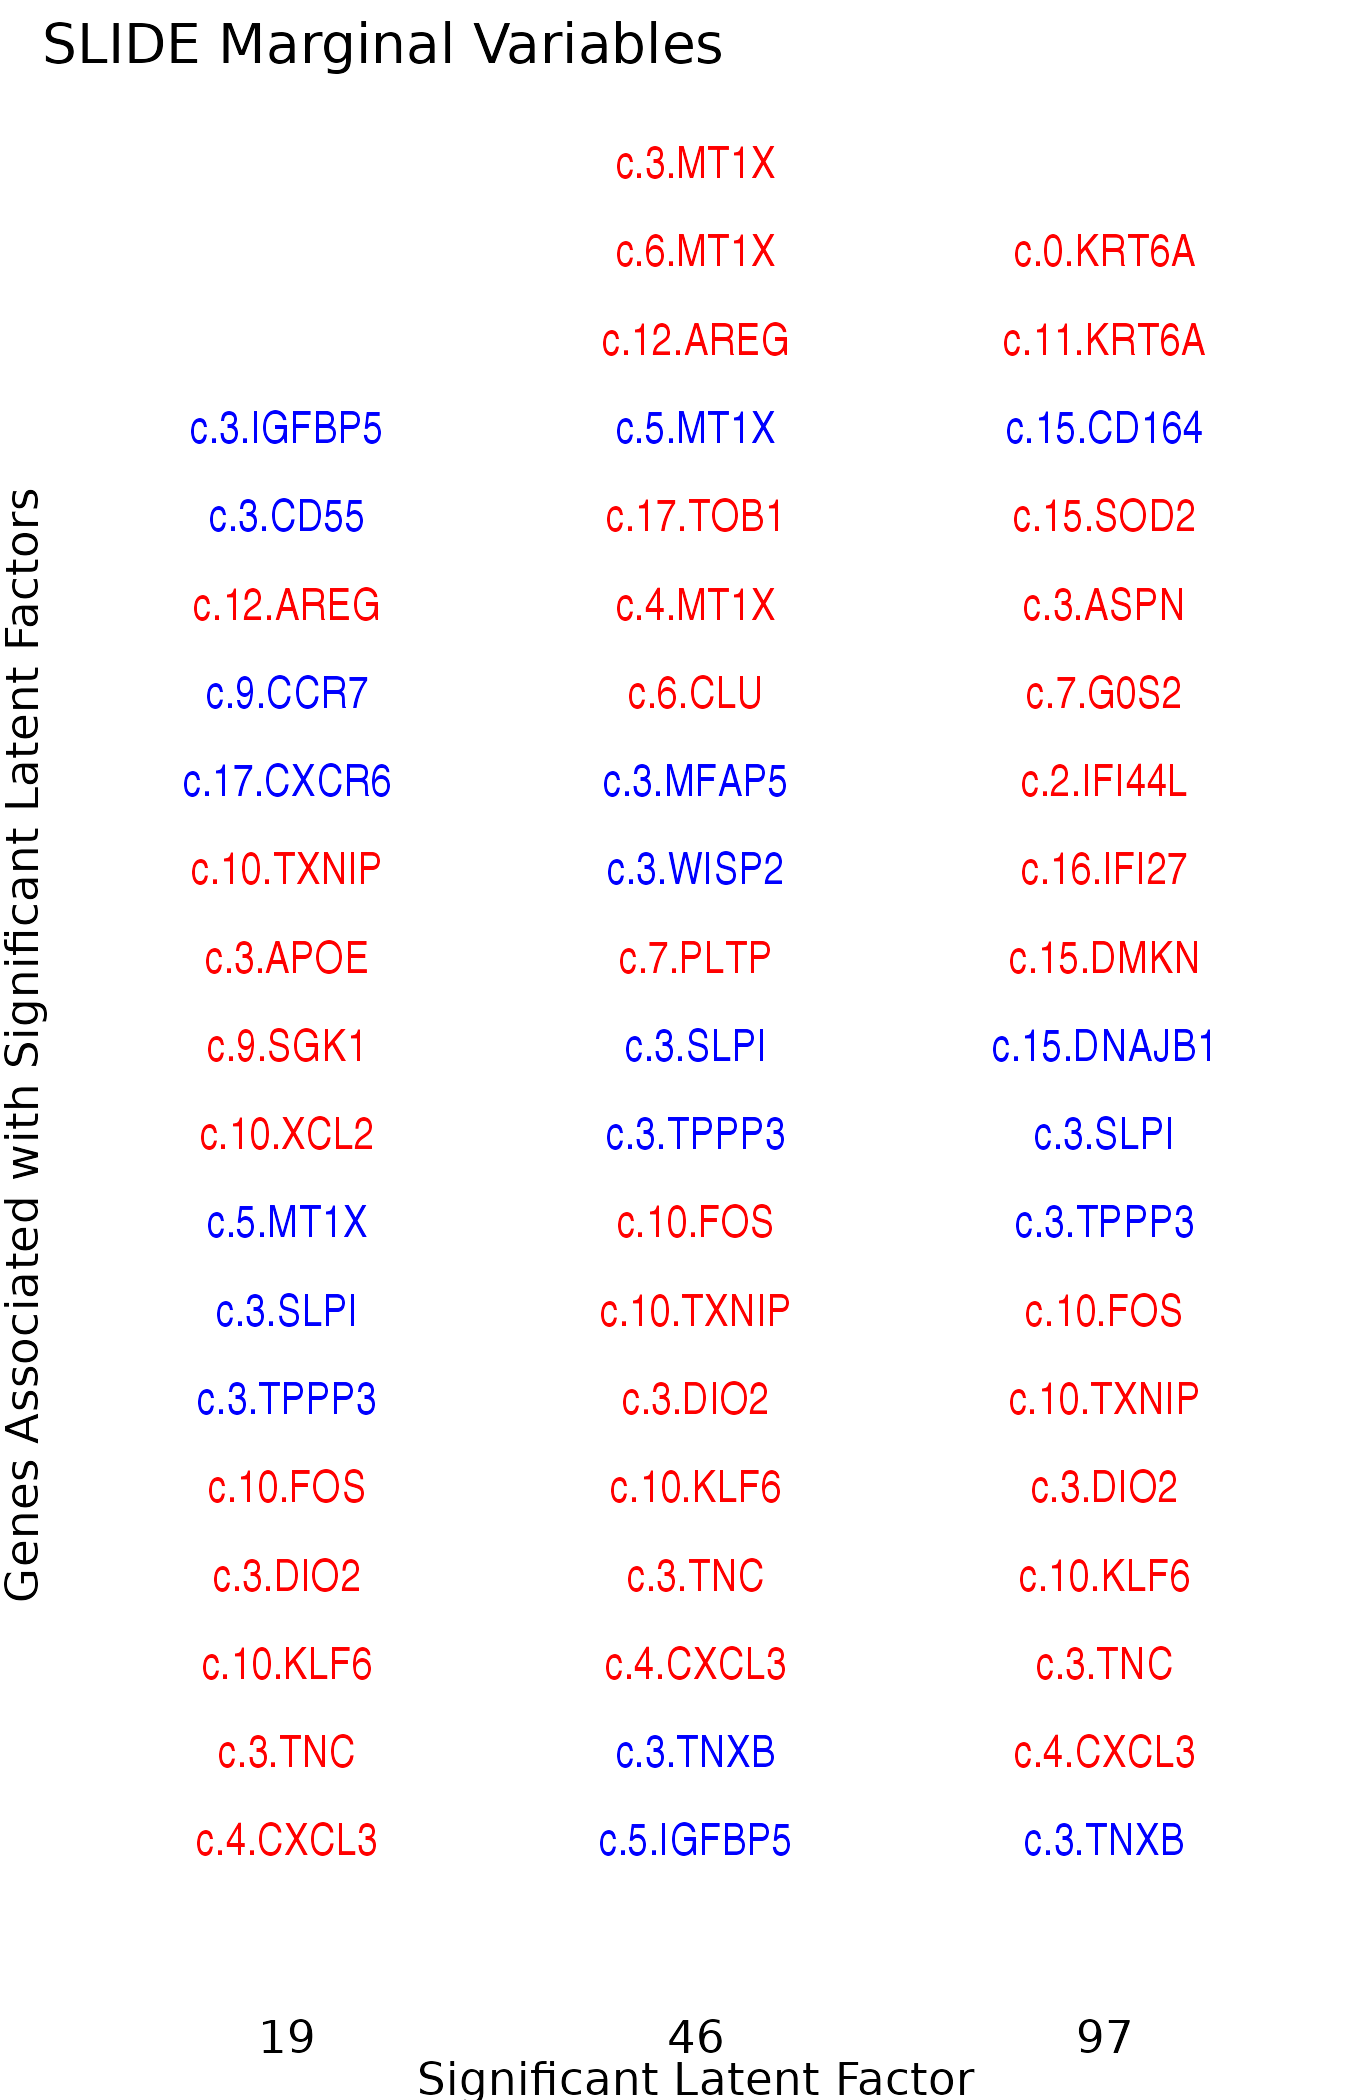 SLIDE Marginal Variables
Genes Associated with Significant Latent Factors
c.3.MT1X
c.6.MT1X c.0.KRT6A
c.12.AREG c.11.KRT6A
c.3.IGFBP5 c.5.MT1X c.15.CD164
c.3.CD55 c.17.TOB1 c.15.SOD2
c.12.AREG c.4.MT1X c.3.ASPN
c.9.CCR7 c.6.CLU c.7.G0S2
c.17.CXCR6 c.3.MFAP5 c.2.IFI44L
c.10.TXNIP c.3.WISP2 c.16.IFI27
c.3.APOE c.7.PLTP c.15.DMKN
c.9.SGK1 c.3.SLPI c.15.DNAJB1
c.10.XCL2 c.3.TPPP3 c.3.SLPI
c.5.MT1X c.10.FOS c.3.TPPP3
c.3.SLPI c.10.TXNIP c.10.FOS
c.3.TPPP3 c.3.DIO2 c.10.TXNIP
c.10.FOS c.10.KLF6 c.3.DIO2
c.3.DIO2 c.3.TNC c.10.KLF6
c.10.KLF6 c.4.CXCL3 c.3.TNC
c.3.TNC c.3.TNXB c.4.CXCL3
c.4.CXCL3 c.5.IGFBP5 c.3.TNXB
19 46 97
Significant Latent Factor